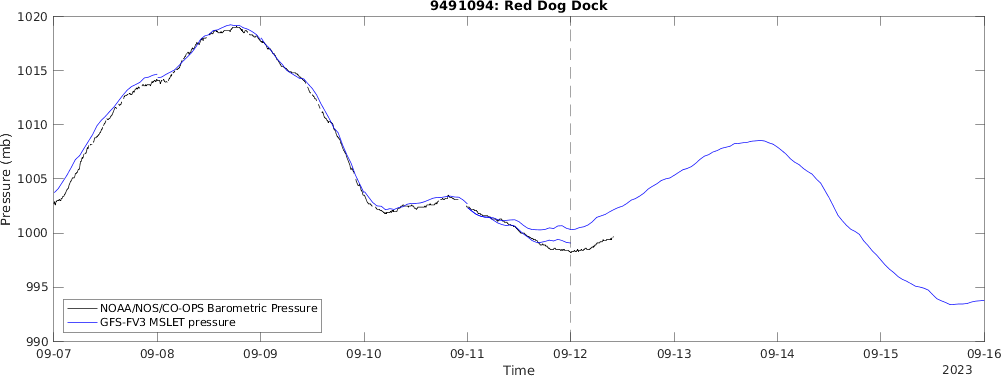 9491094: Red Dog Dock
Pressure (mb)
1020
1015
1010
1005
1000
995
990
NOAA/NOS/CO-OPS Barometric Pressure
GFS-FV3 MSLET pressure
09-07 09-08 09-09 09-10 09-11 09-12 09-13 09-14 09-15 09-16
Time
2023